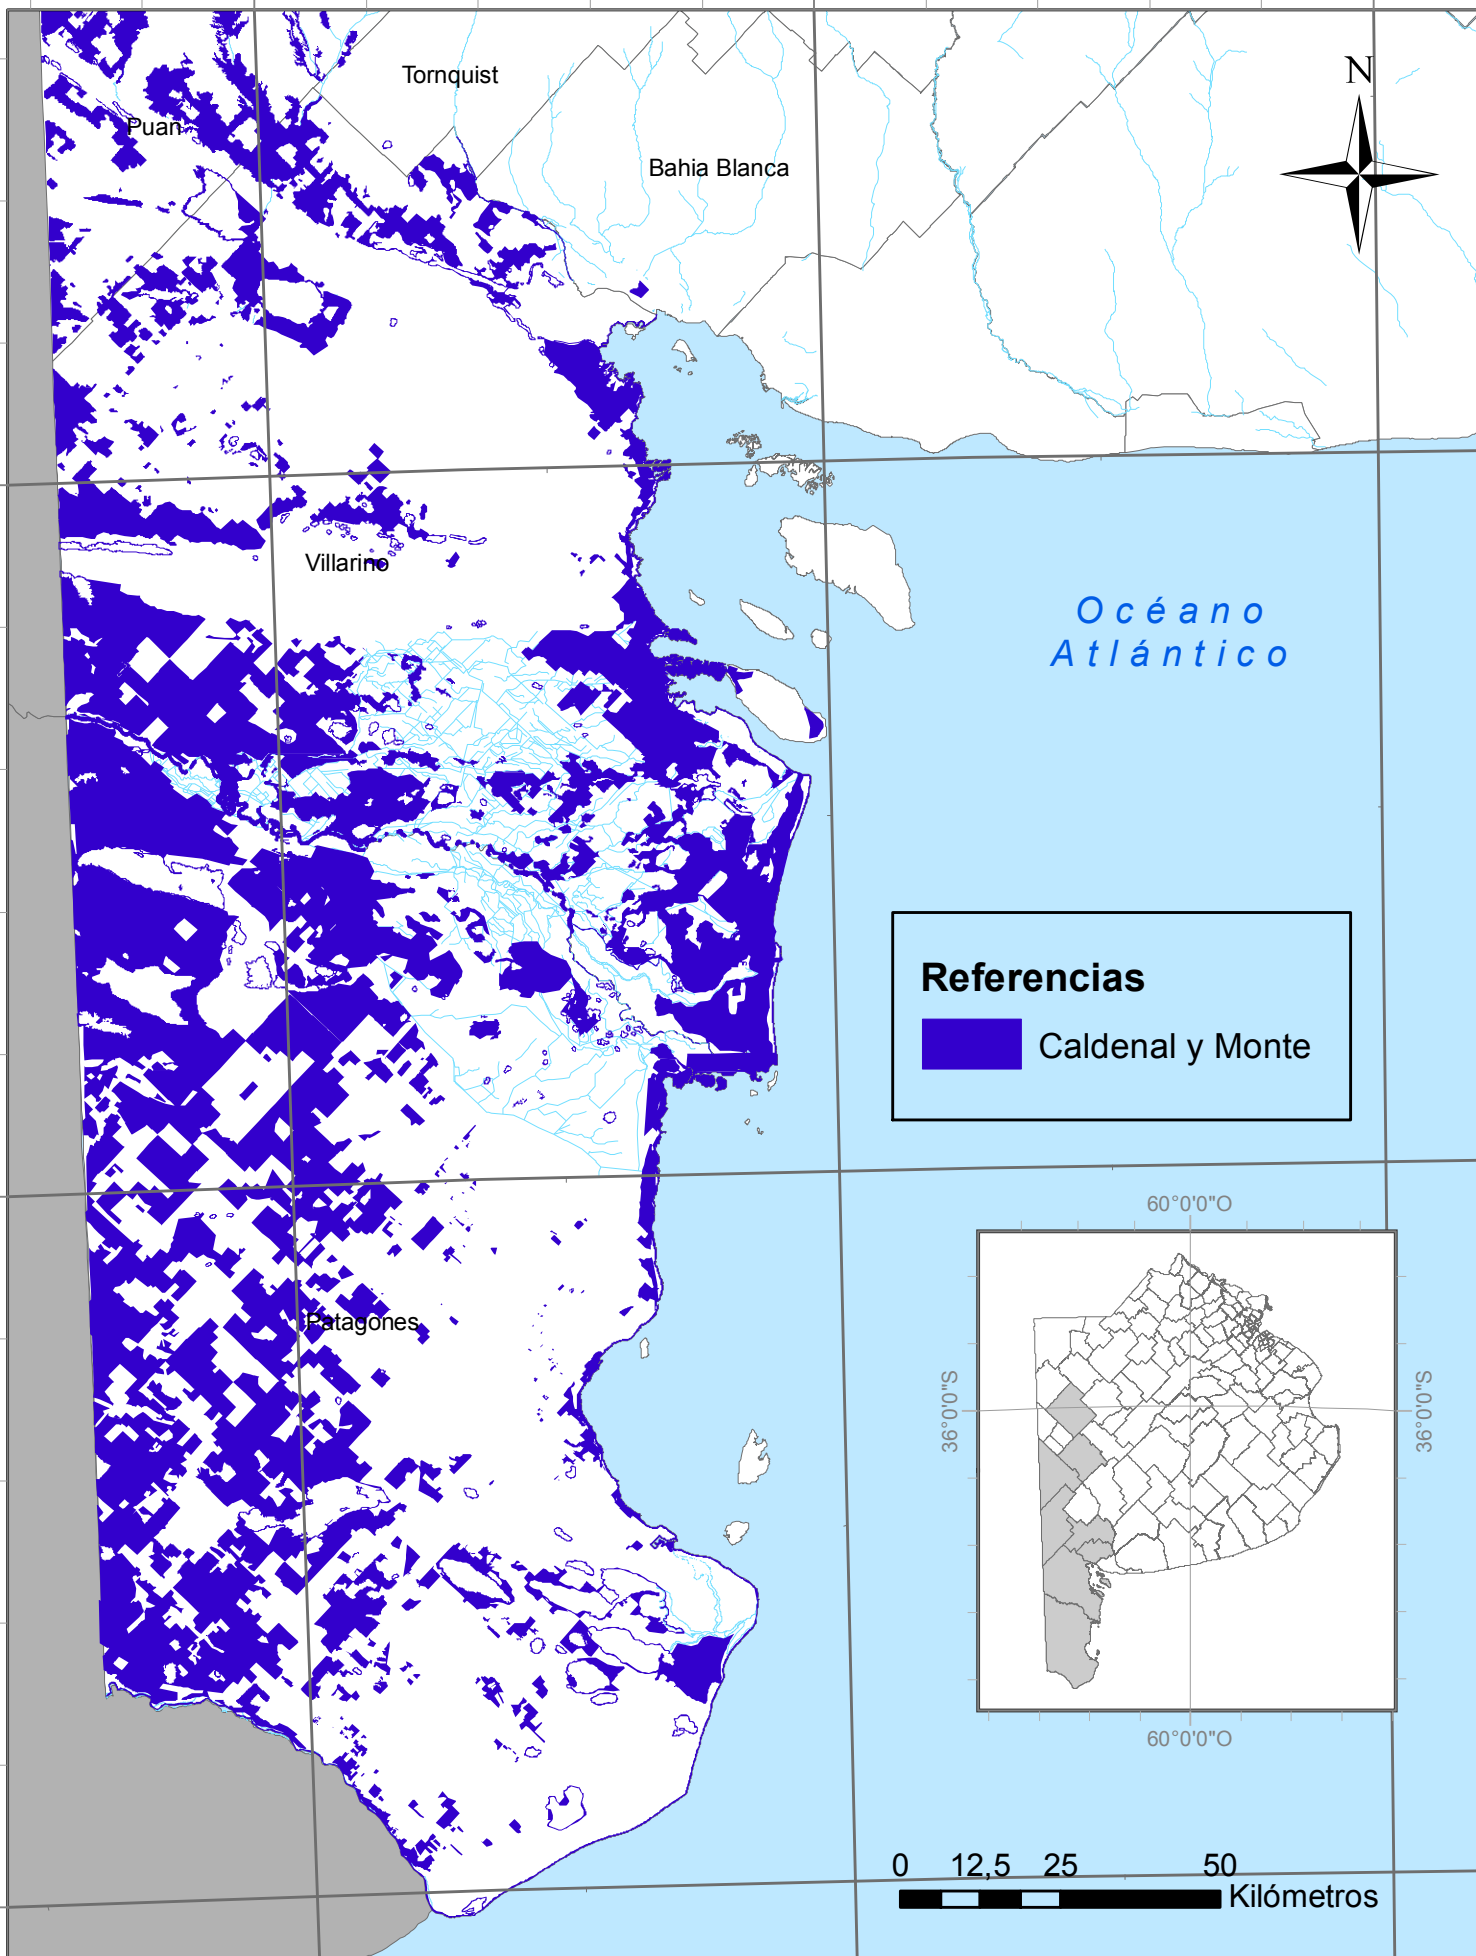 Tornquist
Puan
Bahia Blanca
N
Villarino
Océano
Atlántico
Referencias
Caldenal y Monte
Patagones
60°0'0"O
36°0'0"S
36°0'0"S
60°0'0"O
0 12,5 25 50
Kilómetros